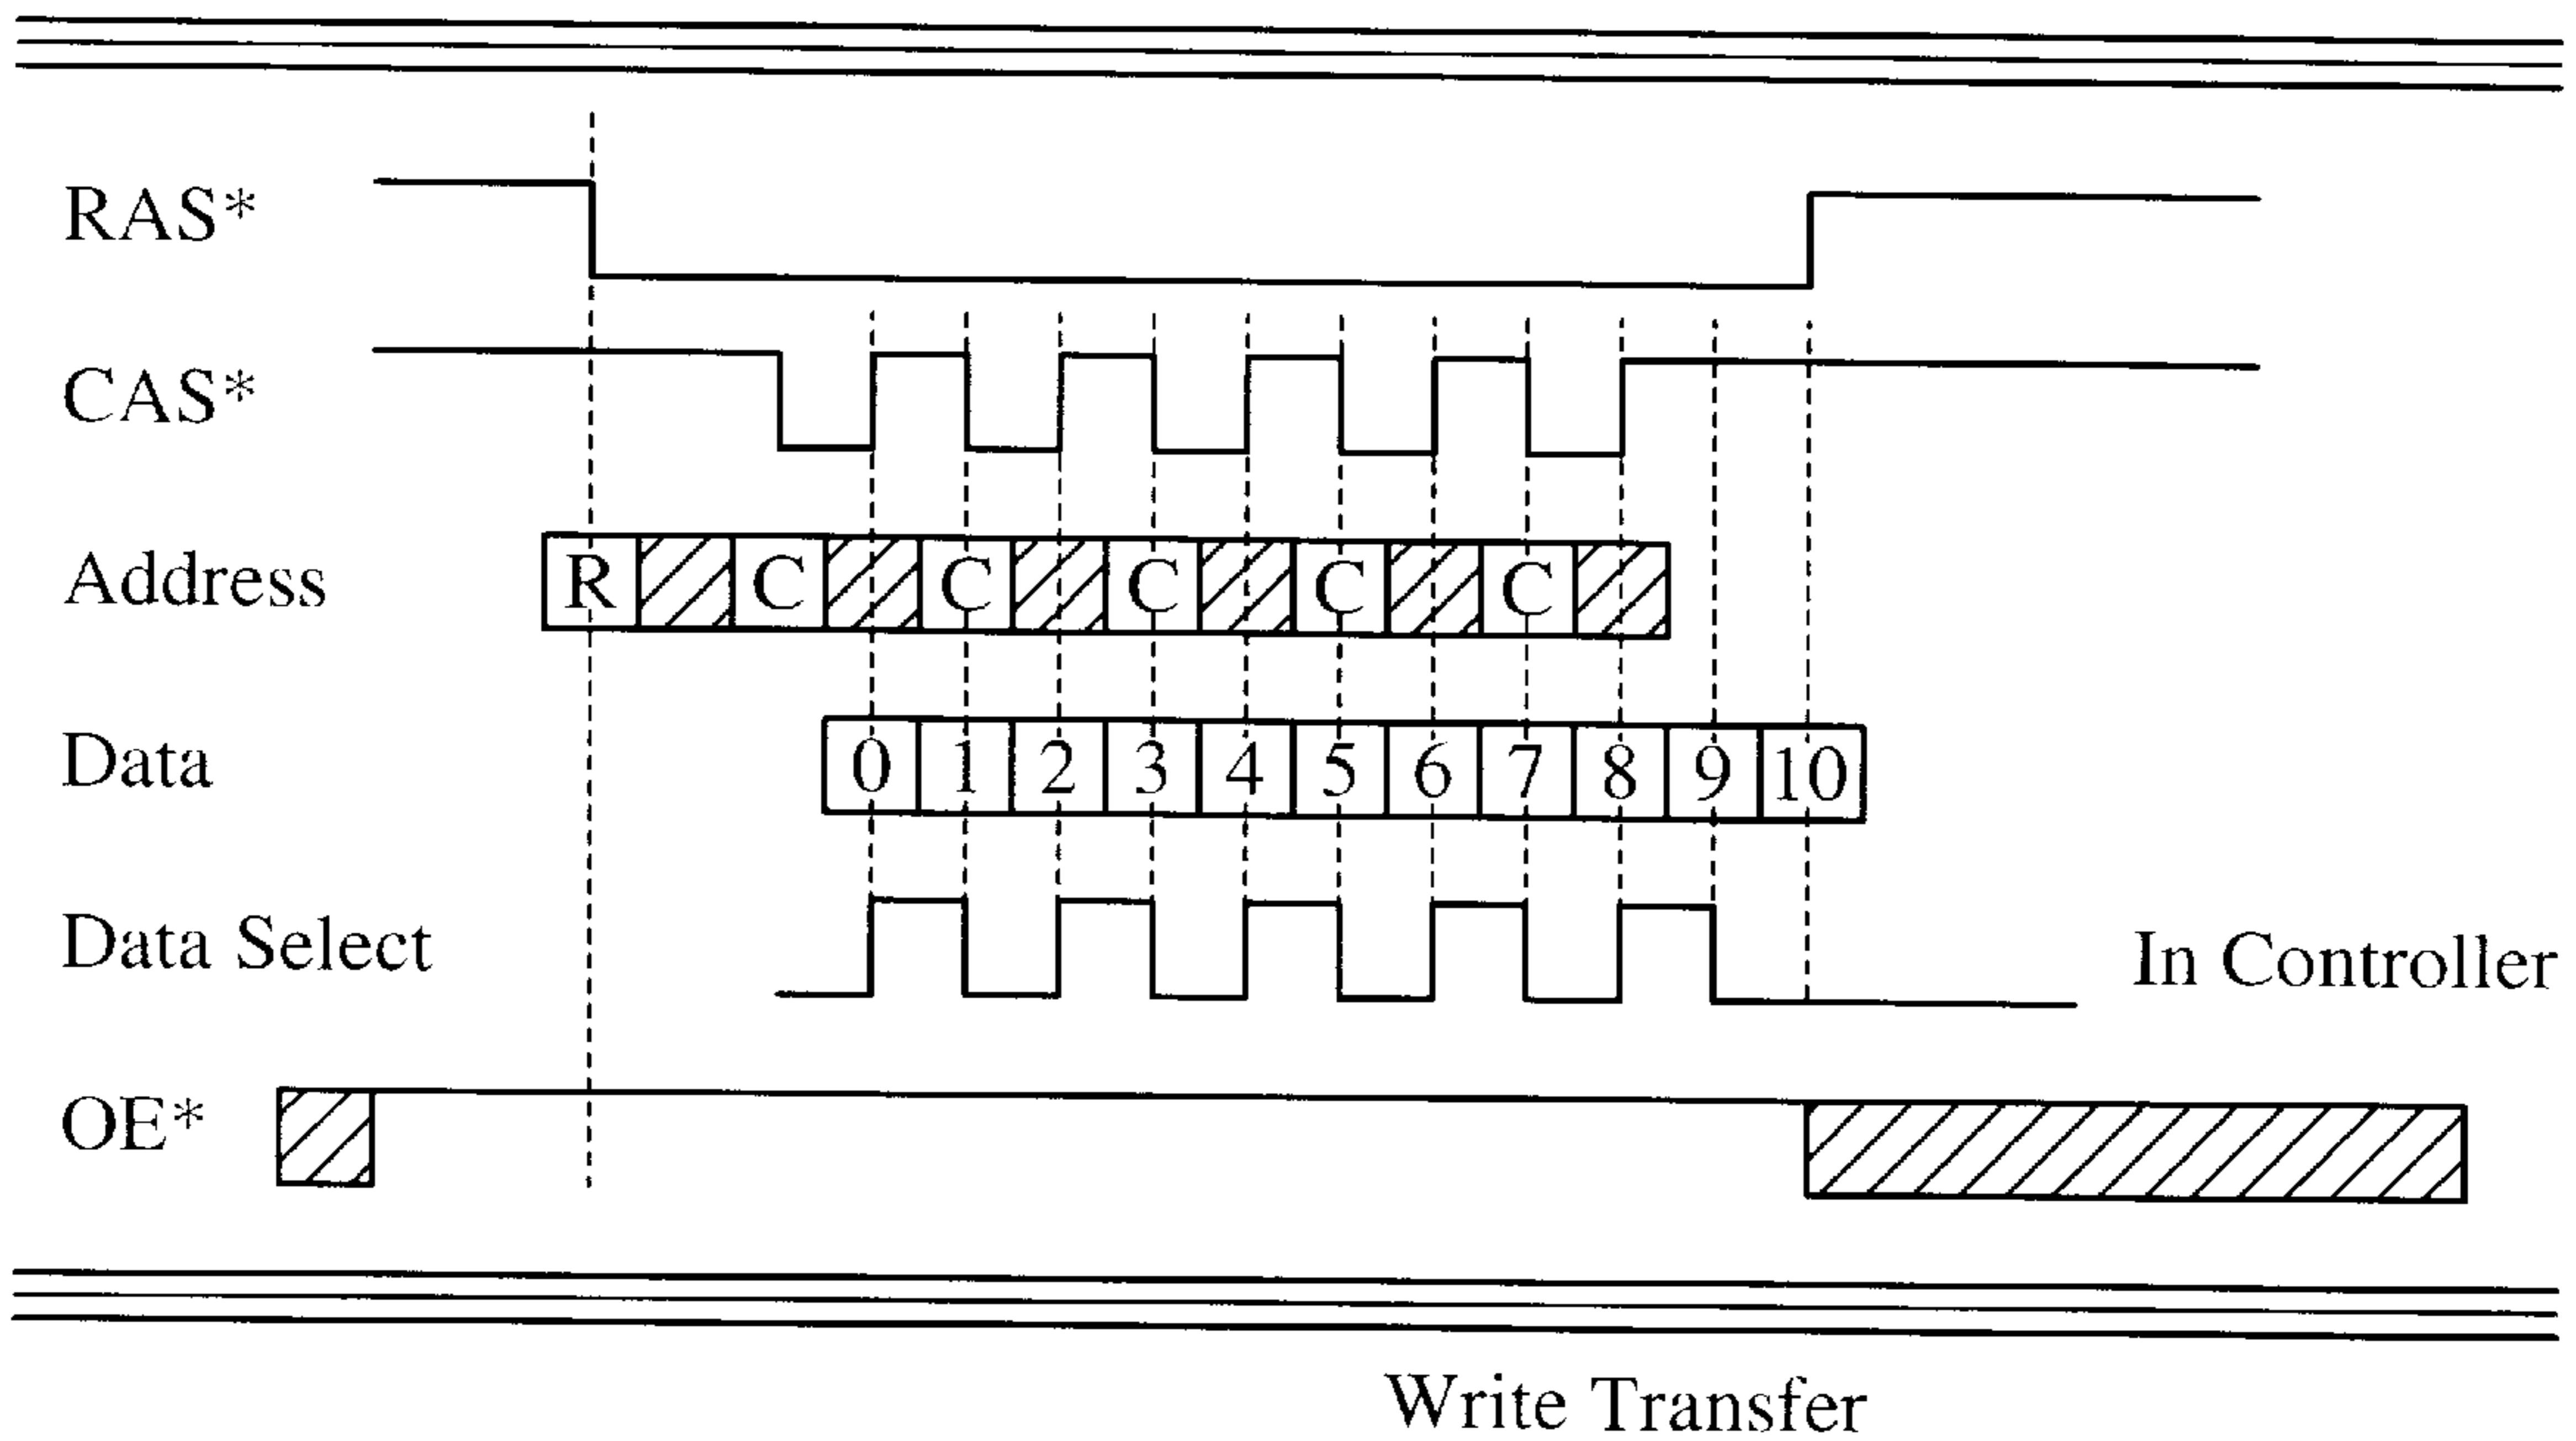 RAS*
CAS*
Address R C C C C C
Data 0 1 2 3 4 5 6 7 8 9 10
Data Select In Controller
OE*
Write Transfer